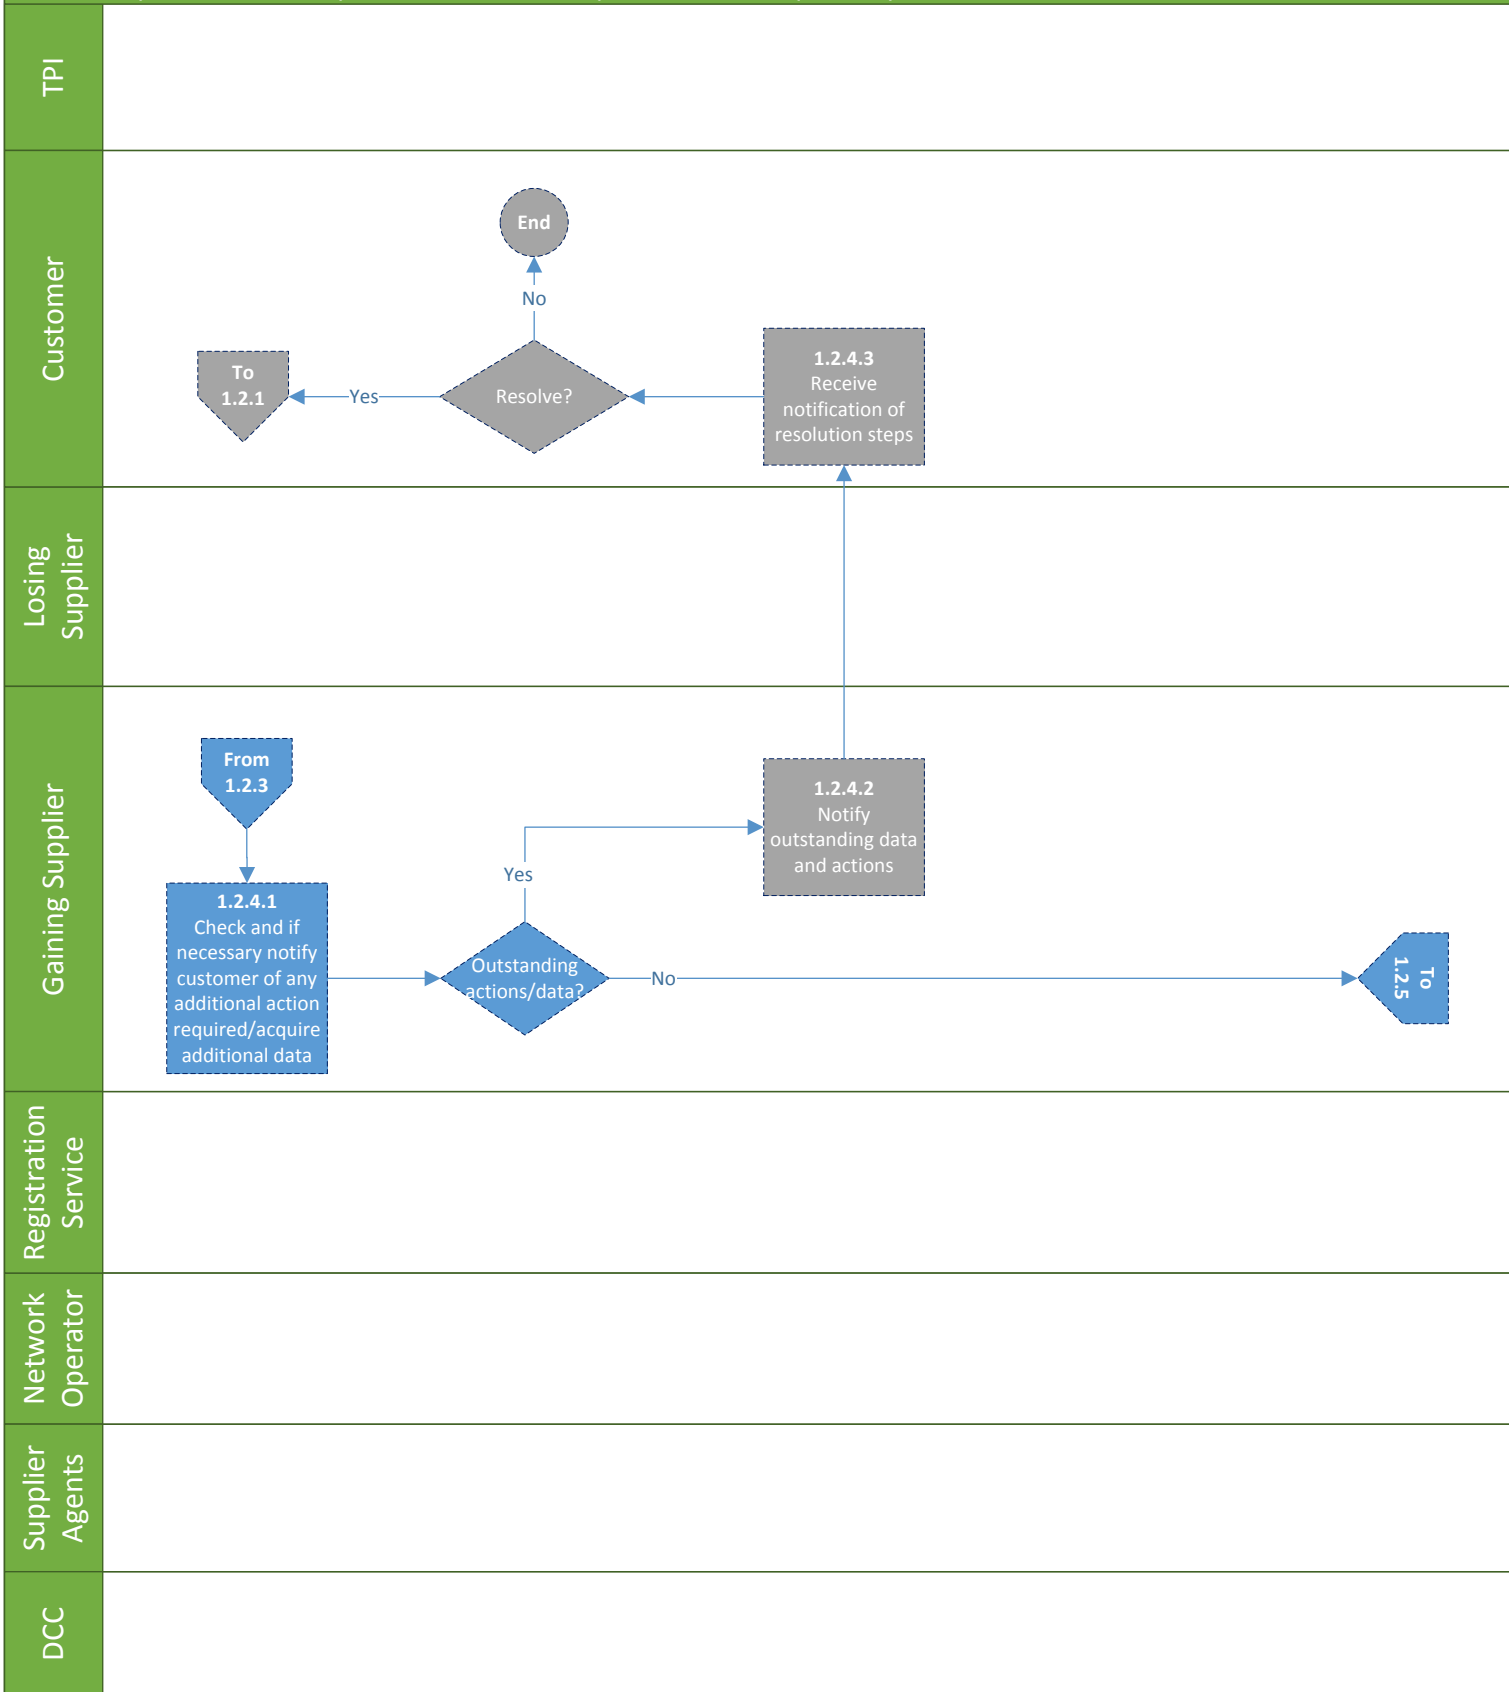 TPI
Customer
End
No
To
1.2.1
Yes
Resolve?
1.2.4.3
Receive
notification of
resolution steps
Losing
Supplier
Gaining Supplier
From
1.2.3
1.2.4.1
Check and if
necessary notify
customer of any
additional action
required/acquire
additional data
Outstanding
actions/data?
Yes
1.2.4.2
Notify
outstanding data
and actions
No
To
1.2.5
Registration
Service
Network
Operator
Supplier
Agents
DCC